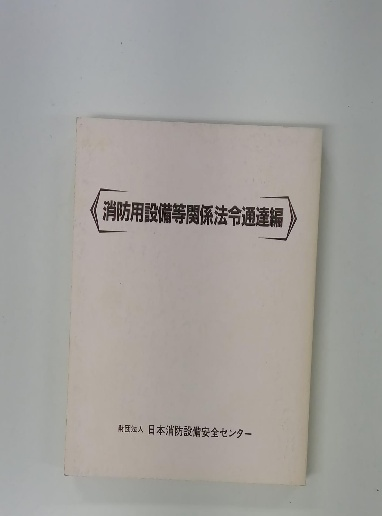 《消防用設備等関係法令通達編》
財団法人 日本消防設備安全センター